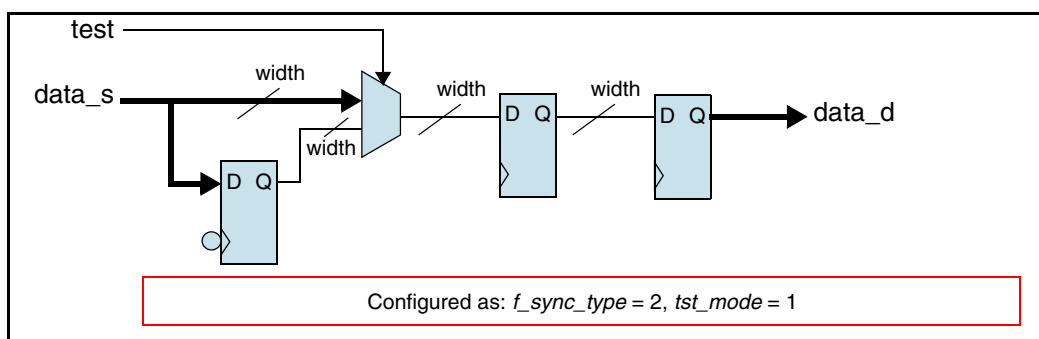 test
data_s
width
width
D Q
width
D Q
width
D Q
data_d
Configured as: f_sync_type = 2, tst_mode = 1